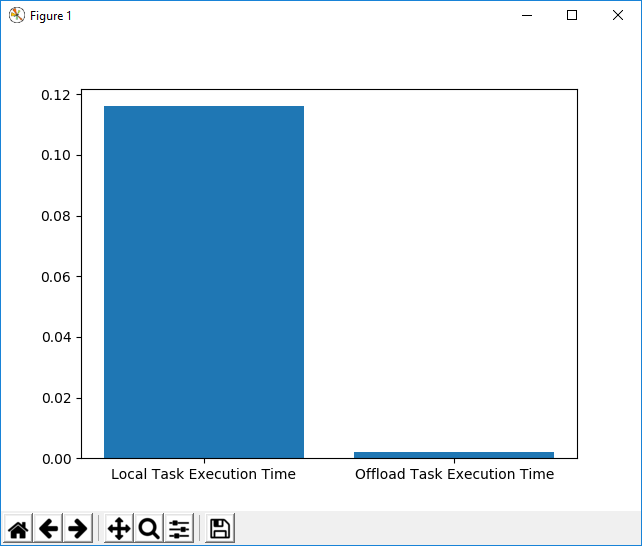 Figure 1
0.12
0.10
0.08
0.06
0.04
0.02
0.00
Local Task Execution Time
Offload Task Execution Time